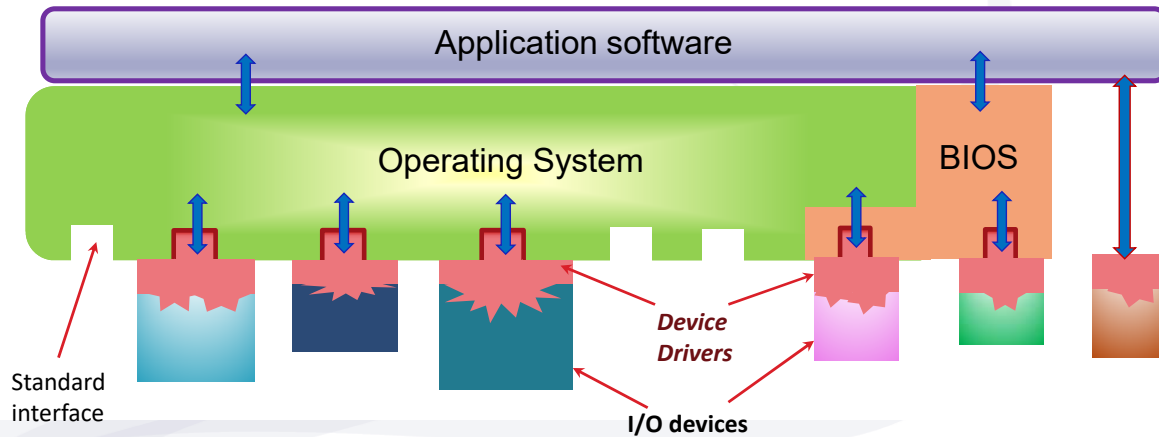 Application software
Operating System
BIOS
Device
Drivers
Standard
interface
I/O devices